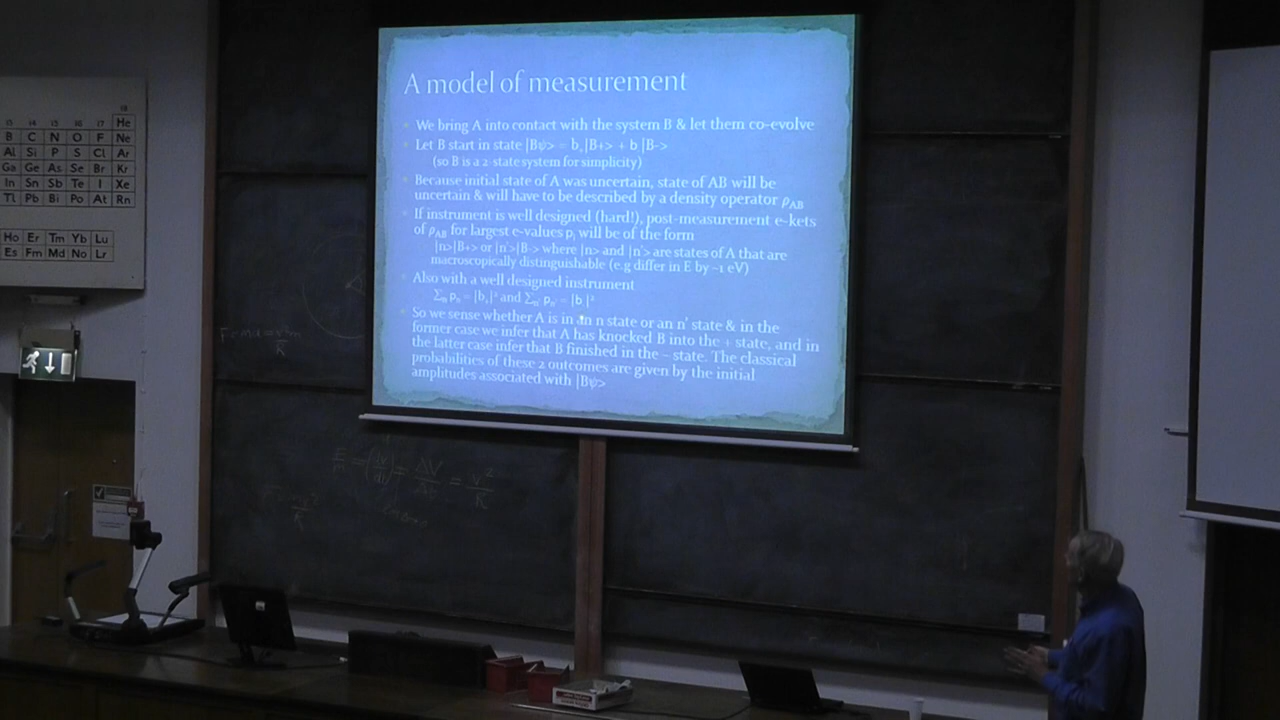 A model of measurement
We bring A into contact with the system B & let them co-evolve
Let B start in state |Bψ> = b₊|B+> + b₋|B->
(so B is a 2-state system for simplicity)
Because initial state of A was uncertain, state of AB will be
uncertain & will have to be described by a density operator ρAB
If instrument is well designed (hard!), post-measurement e-kets
of ρAB for largest e-values pᵢ will be of the form
|n>|B+> or |n'>|B-> where |n> and |n'> are states of A that are
macroscopically distinguishable (e.g differ in E by ~1 eV)
Also with a well designed instrument
∑ₙ pₙ = |b₊|² and ∑ₙ' pₙ' = |b₋|²
So we sense whether A is in an n state or an n' state & in the
former case we infer that A has knocked B into the + state, and in
the latter case infer that B finished in the – state. The classical
probabilities of these 2 outcomes are given by the initial
amplitudes associated with |Bψ>
18
13 14 15 16 17 He
B C N O F Ne
Al Si P S Cl Ar
Ga Ge As Se Br Kr
In Sn Sb Te I Xe
Tl Pb Bi Po At Rn
Ho Er Tm Yb Lu
Es Fm Md No Lr